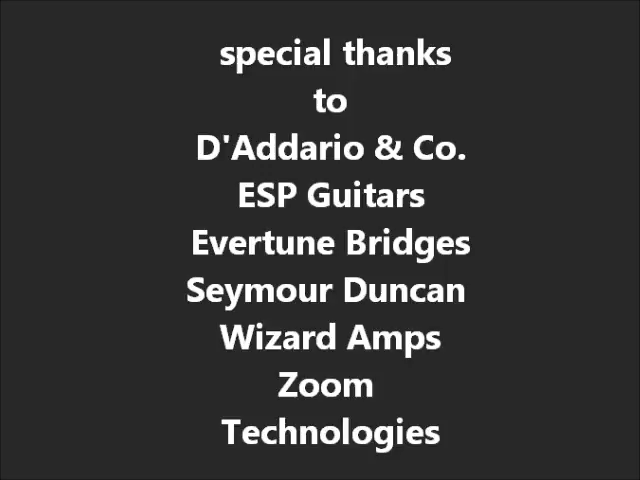 special thanks
to
D'Addario & Co.
ESP Guitars
Evertune Bridges
Seymour Duncan
Wizard Amps
Zoom
Technologies